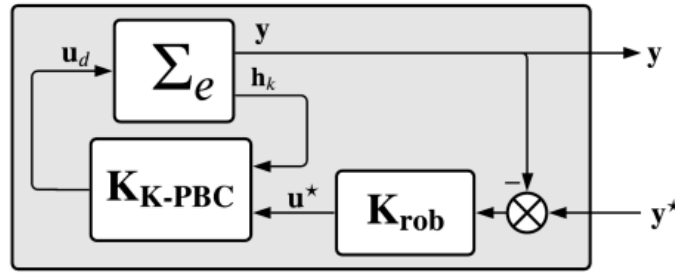 y
u_d
Σ_e
y
h_k
K_K-PBC
u^⋆
K_rob
−
y^⋆